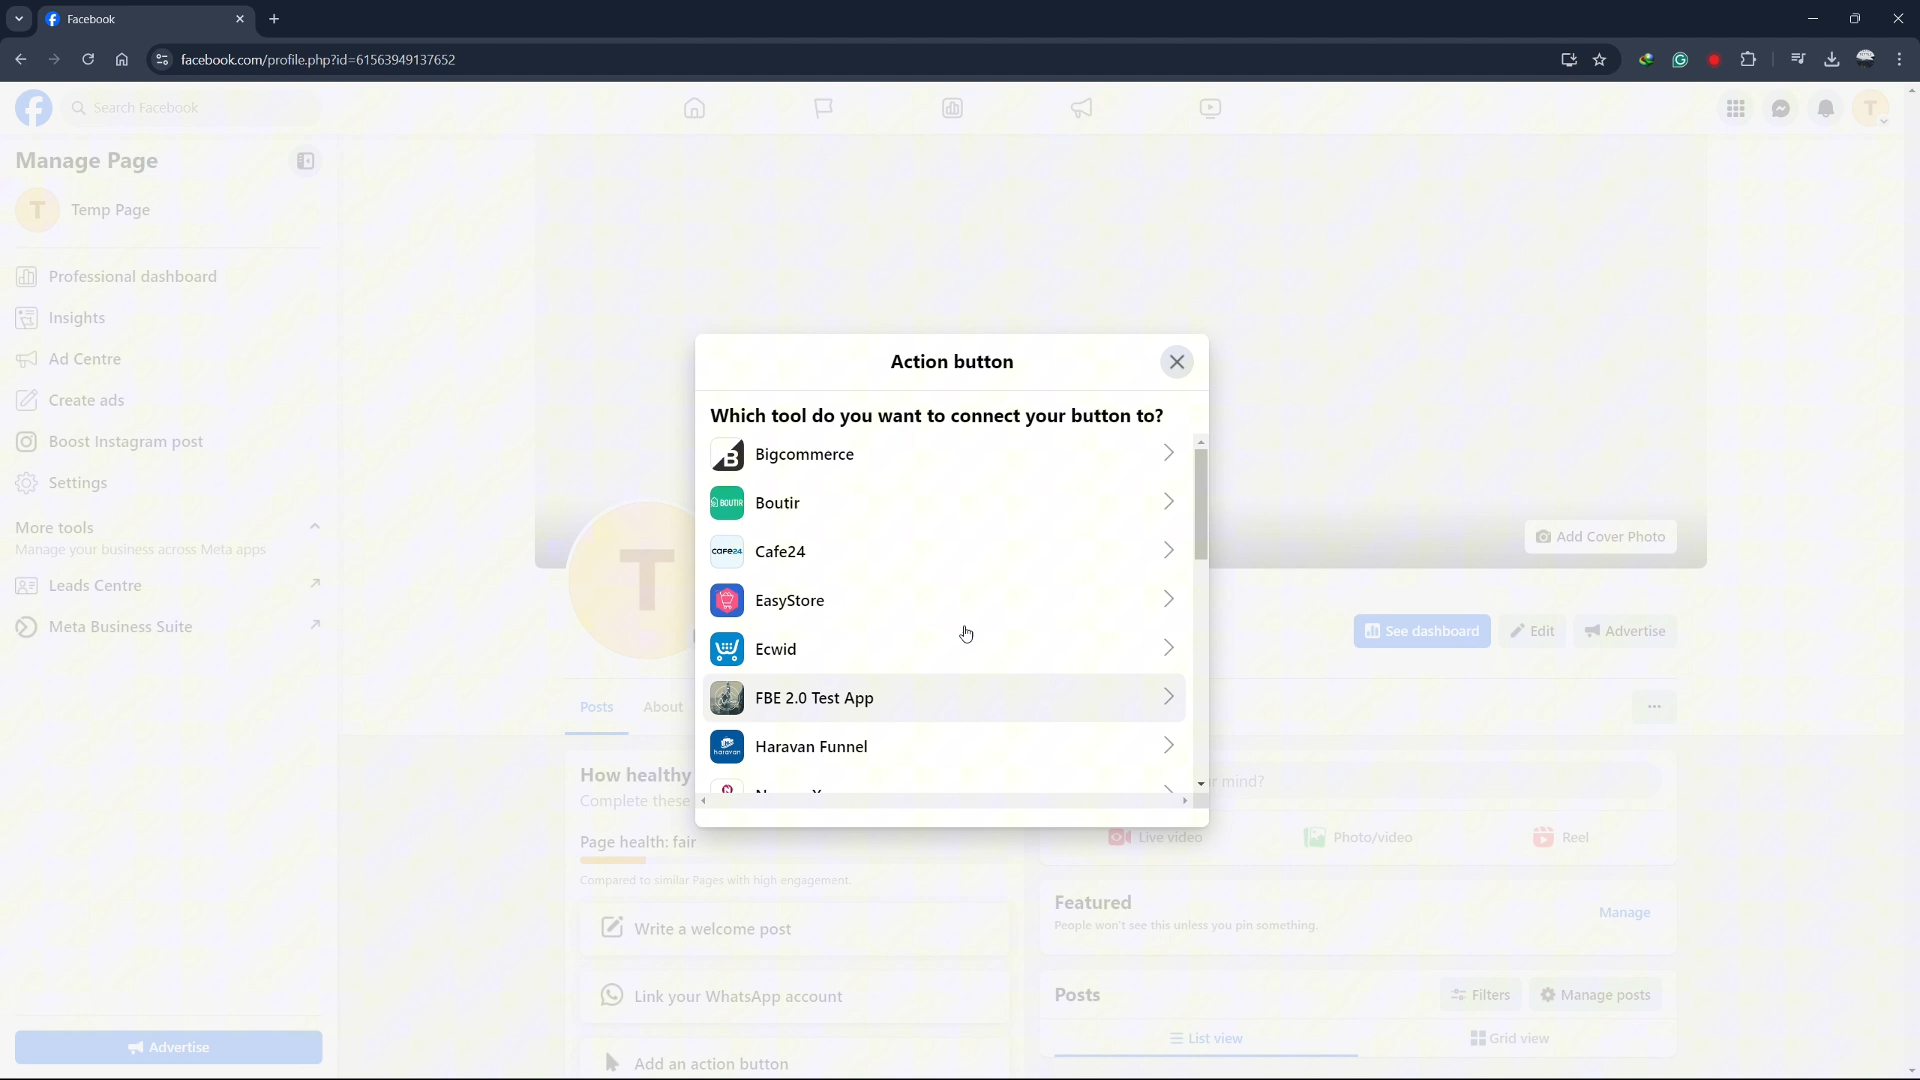 Facebook
facebook.com/profile.php?id=61563949137652
Search Facebook
T
Manage Page
T
Temp Page
Professional dashboard
Insights
Ad Centre
Create ads
Boost Instagram post
Settings
More tools
Manage your business across Meta apps
Leads Centre
Meta Business Suite
Advertise
Add Cover Photo
T
See dashboard
Edit
Advertise
Posts
About
Action button
Which tool do you want to connect your button to?
B
Bigcommerce
BOUTIR
Boutir
CAFE24
Cafe24
EasyStore
Ecwid
FBE 2.0 Test App
haravan
Haravan Funnel
How healthy
Complete these
Page health: fair
Compared to similar Pages with high engagement.
Write a welcome post
Link your WhatsApp account
Add an action button
r mind?
Live video
Photo/video
Reel
Featured
People won't see this unless you pin something.
Manage
Posts
Filters
Manage posts
List view
Grid view